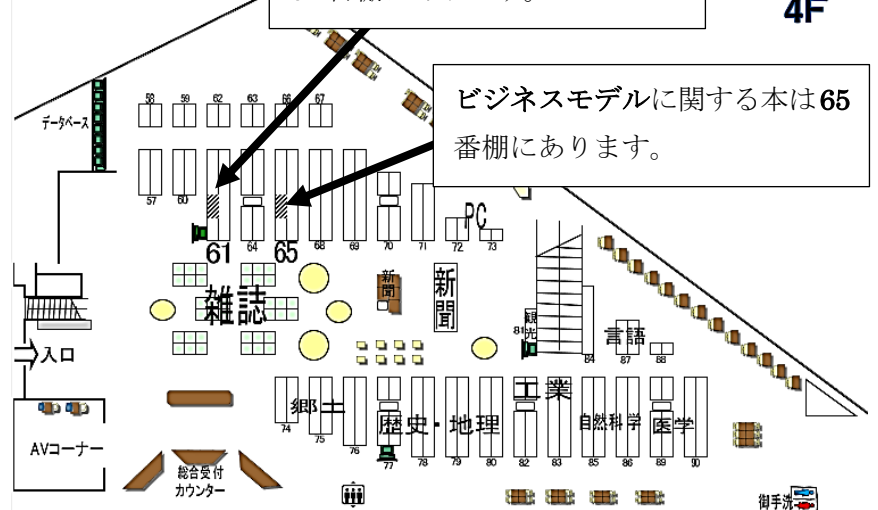 4F
ビジネスモデルに関する本は65
番棚にあります。
データベース
58 59 62 63 66 67
57 60 61 64 65 68 69 70 71 72 73
PC
雑誌
新聞
新聞
観光
81
言語
84 87 88
入口
郷土
歴史・地理
工業
自然科学
医学
74 75 76 77 78 79 80 82 83 85 86 89 90
AVコーナー
総合受付
カウンター
御手洗